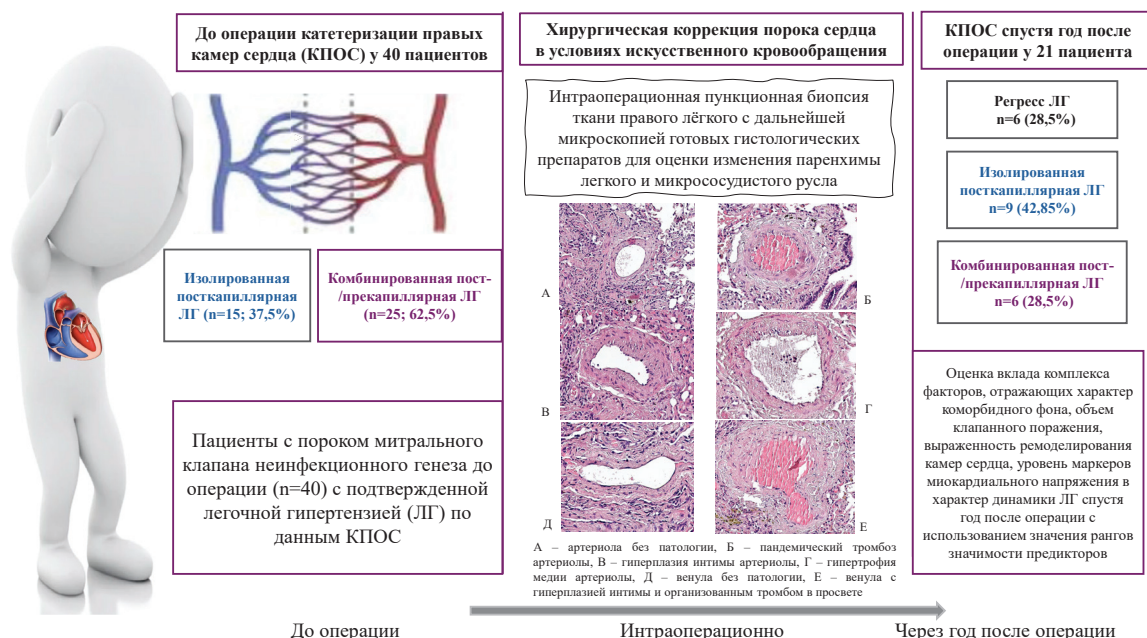 До операции катетеризации правых
камер сердца (КПОС) у 40 пациентов
Изолированная
посткапиллярная
ЛГ (n=15; 37,5%)
Комбинированная пост-
/прекапиллярная ЛГ
(n=25; 62,5%)
Пациенты с пороком митрального
клапана неинфекционного генеза до
операции (n=40) с подтвержденной
легочной гипертензией (ЛГ) по
данным КПОС
Хирургическая коррекция порока сердца
в условиях искусственного кровообращения
Интраоперационная пункционная биопсия
ткани правого лёгкого с дальнейшей
микроскопией готовых гистологических
препаратов для оценки изменения паренхимы
легкого и микрососудистого русла
А
Б
В
Г
Д
Е
А – артериола без патологии, Б – пандемический тромбоз
артериолы, В – гиперплазия интимы артериолы, Г – гипертрофия
медии артериолы, Д – венула без патологии, Е – венула с
гиперплазией интимы и организованным тромбом в просвете
КПОС спустя год после
операции у 21 пациента
Регресс ЛГ
n=6 (28,5%)
Изолированная
посткапиллярная ЛГ
n=9 (42,85%)
Комбинированная пост-
/прекапиллярная ЛГ
n=6 (28,5%)
Оценка вклада комплекса
факторов, отражающих характер
коморбидного фона, объем
клапанного поражения,
выраженность ремоделирования
камер сердца, уровень маркеров
миокардиального напряжения в
характер динамики ЛГ спустя
год после операции с
использованием значения рангов
значимости предикторов
До операции
Интраоперационно
Через год после операции